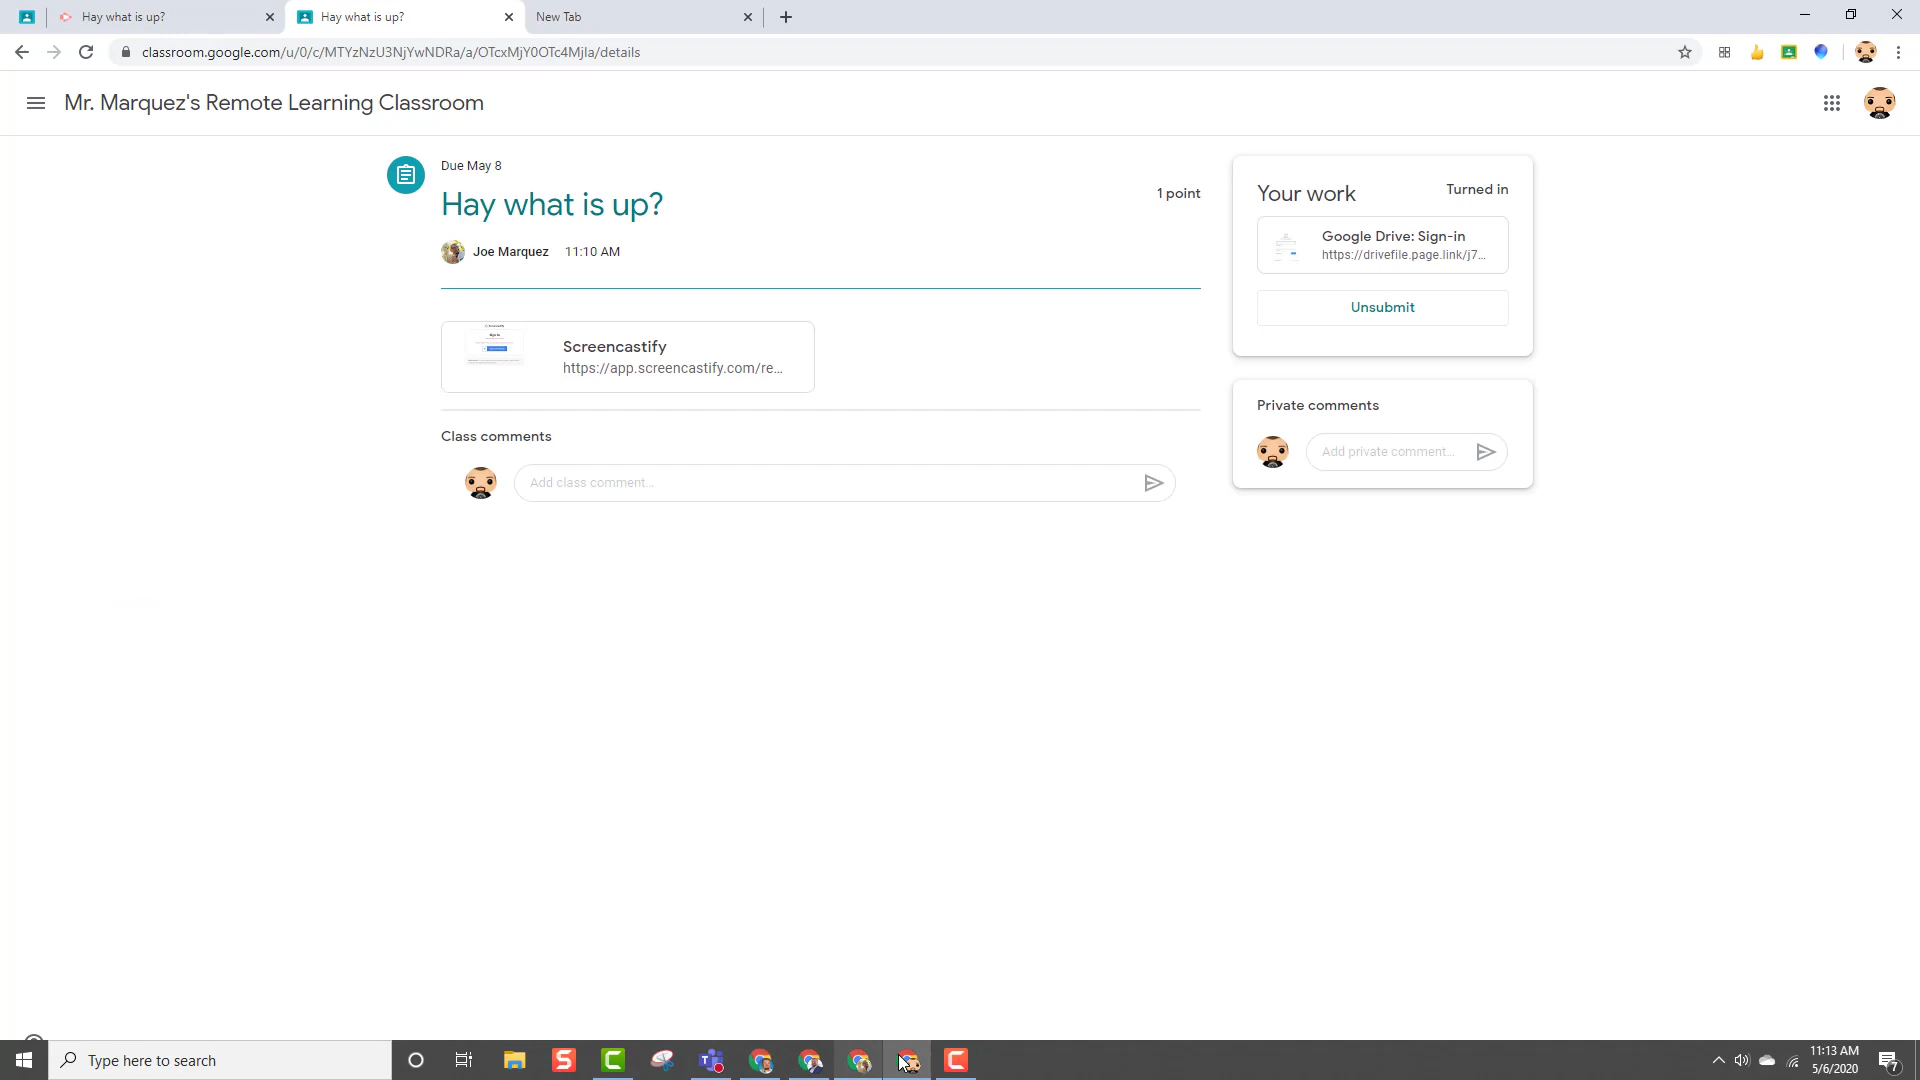 Hay what is up?
Hay what is up?
New Tab
classroom.google.com/u/0/c/MTYzNzU3NjYwNDRa/a/OTcxMjY0OTc4MjIa/details
Mr. Marquez's Remote Learning Classroom
Due May 8
Hay what is up?
1 point
Joe Marquez 11:10 AM
Screencastify
https://app.screencastify.com/re...
Class comments
Add class comment...
Your work
Turned in
Google Drive: Sign-in
https://drivefile.page.link/j7...
Unsubmit
Private comments
Add private comment...
Type here to search
11:13 AM
5/6/2020
7